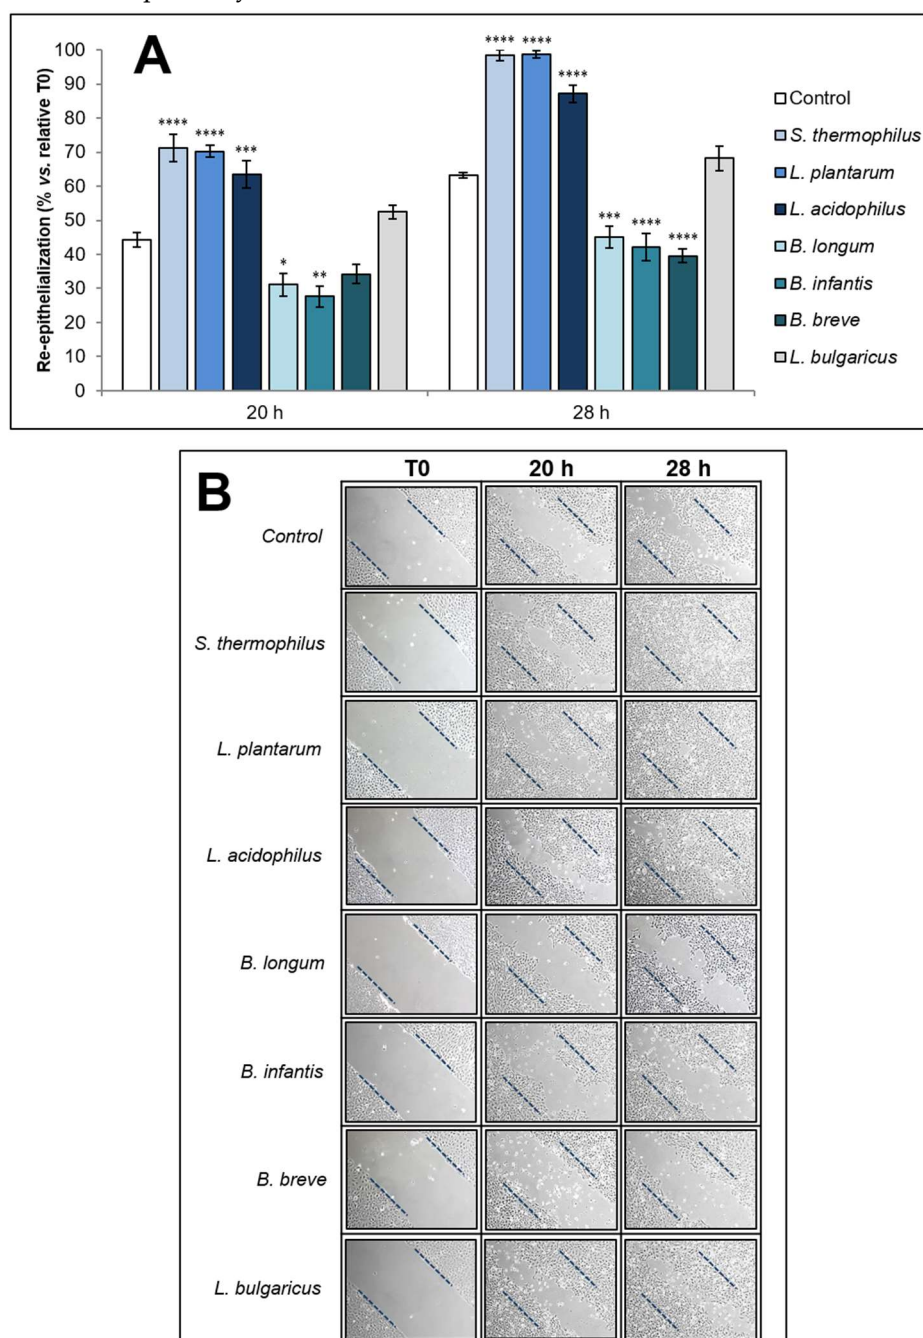 A
Re-epithelialization (% vs. relative T0)
100
90
80
70
60
50
40
30
20
10
0
**** **** *** * **
**** **** **** *** **** ****
20 h 28 h
Control
S. thermophilus
L. plantarum
L. acidophilus
B. longum
B. infantis
B. breve
L. bulgaricus
B
T0 20 h 28 h
Control
S. thermophilus
L. plantarum
L. acidophilus
B. longum
B. infantis
B. breve
L. bulgaricus